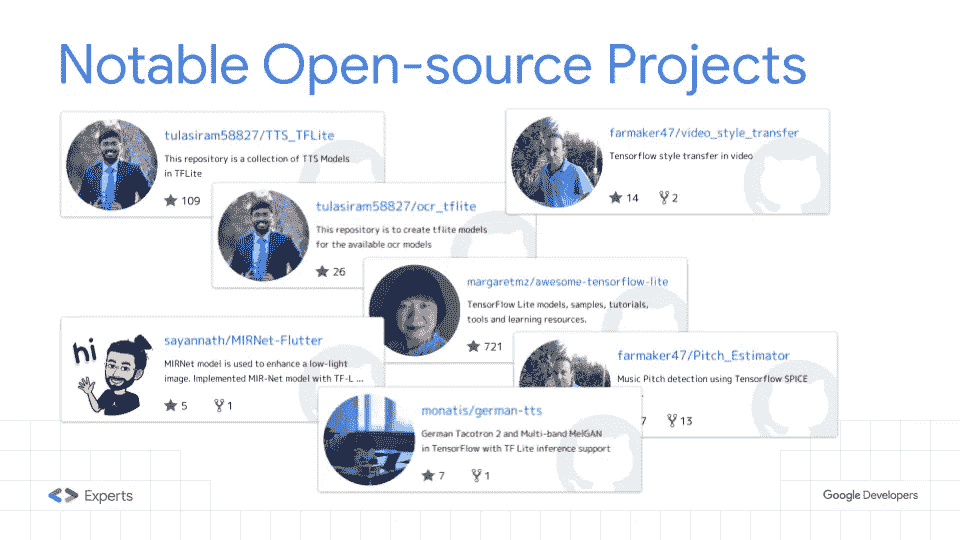 Notable Open-source Projects
tulasiram58827/TTS_TFLite
This repository is a collection of TTS Models
in TFLite
109
farmaker47/video_style_transfer
Tensorflow style transfer in video
14 2
tulasiram58827/ocr_tflite
This repository is to create tflite models
for the available ocr models
26
margaretmz/awesome-tensorflow-lite
TensorFlow Lite models, samples, tutorials,
tools and learning resources.
721
hi
sayannath/MIRNet-Flutter
MIRNet model is used to enhance a low-light
image. Implemented MIR-Net model with TF-L ...
5 1
farmaker47/Pitch_Estimator
Music Pitch detection using Tensorflow SPICE
7 13
monatis/german-tts
German Tacotron 2 and Multi-band MelGAN
in TensorFlow with TF Lite inference support
7 1
Experts
Google Developers